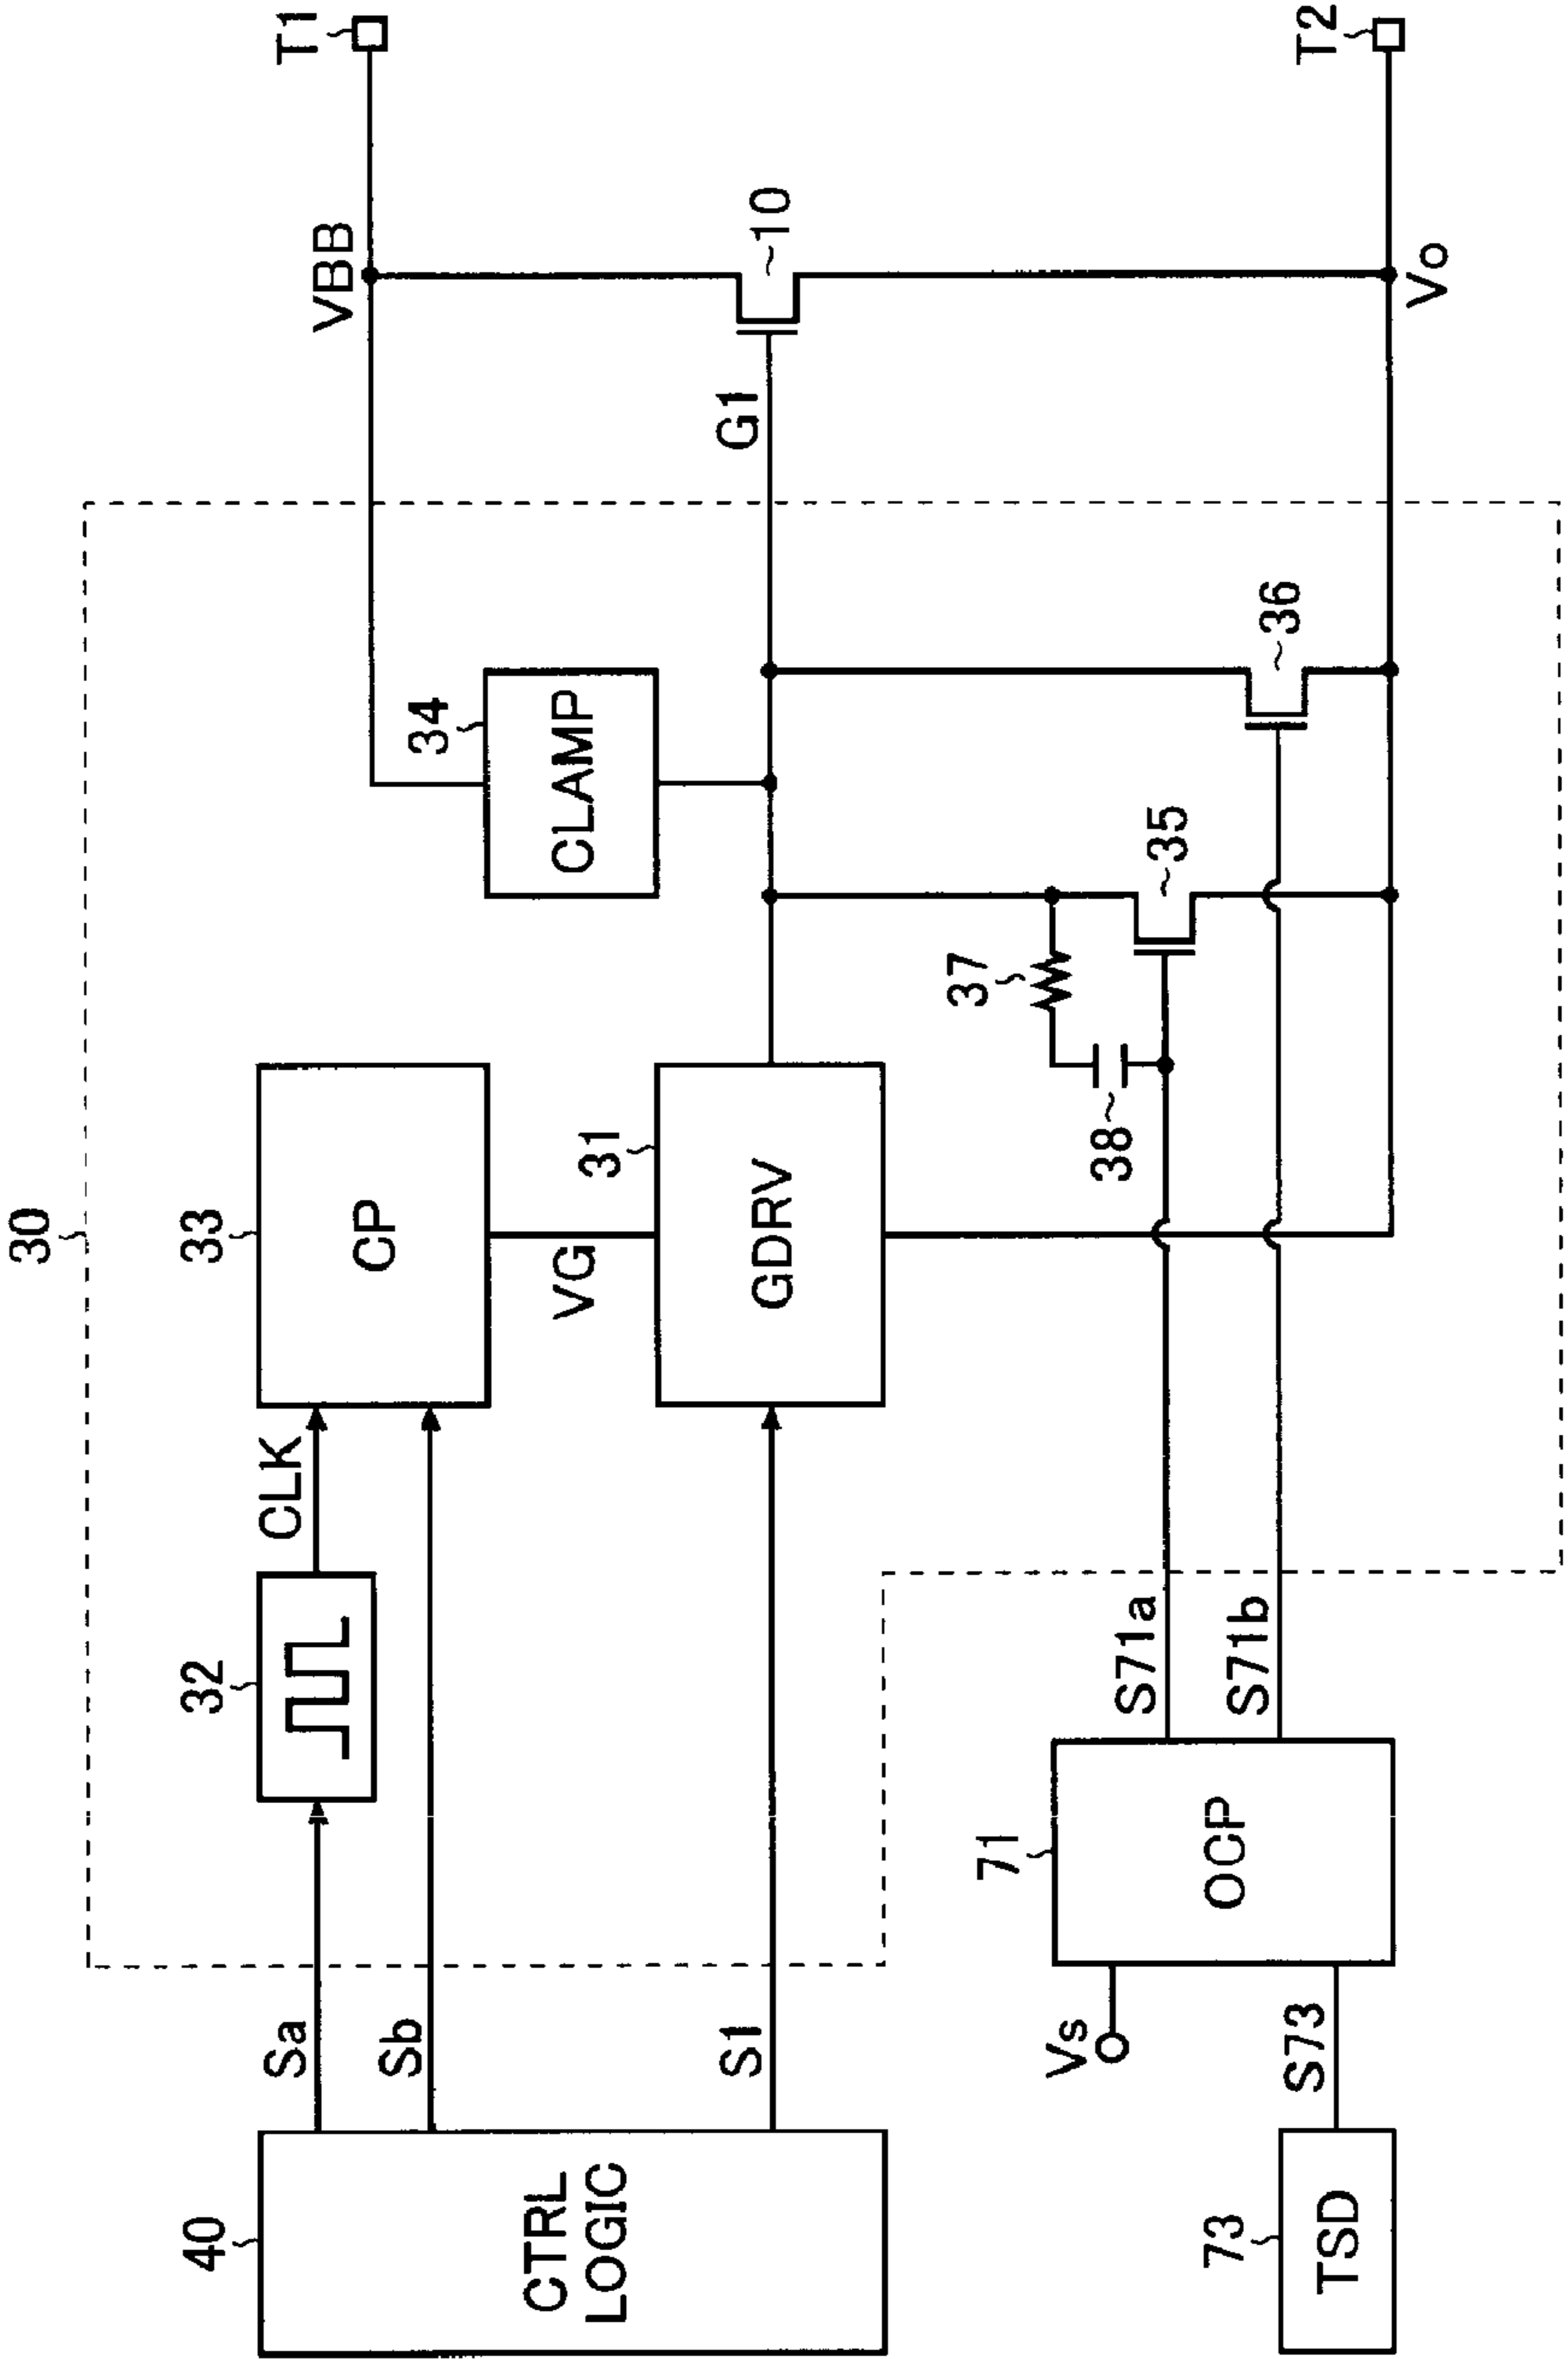 30
40
CTRL
LOGIC
Sa
Sb
S1
32
CLK
33
CP
VG
31
GDRV
34
CLAMP
VBB
T1
G1
10
37
38
35
36
73
TSD
S73
Vs
71
OCP
S71a
S71b
Vo
T2